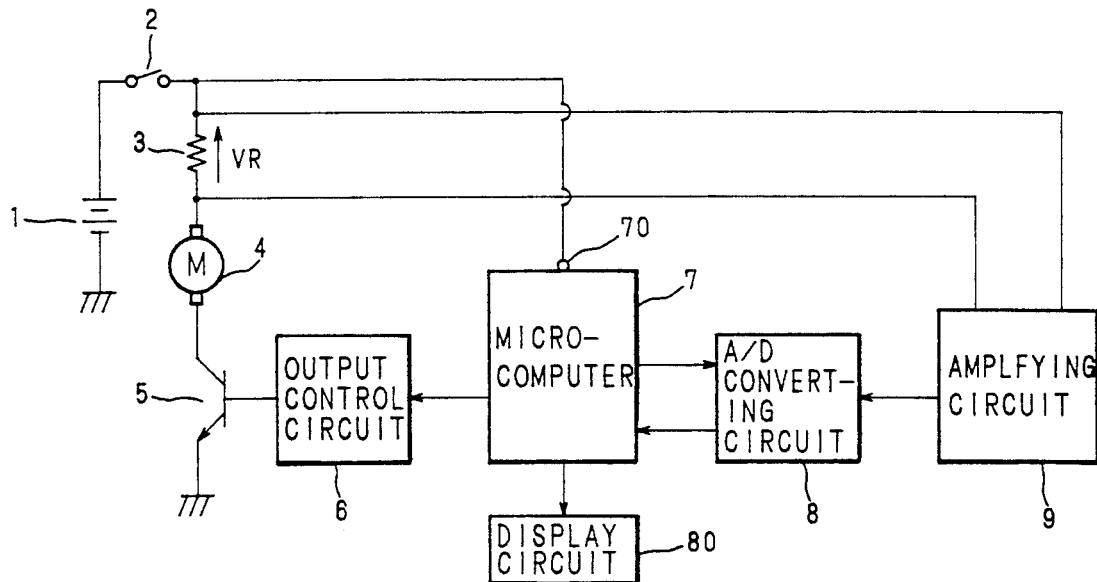 2
3
VR
1
70
4
M
7
5
OUTPUT
CONTROL
CIRCUIT
MICRO-
COMPUTER
A/D
CONVERT-
ING
CIRCUIT
AMPLFYING
CIRCUIT
6
8
9
DISPLAY
CIRCUIT
80